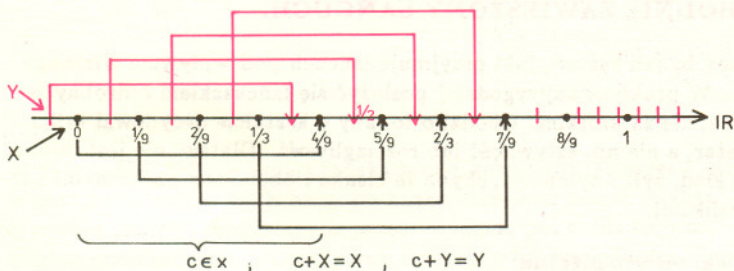 Y
1/2
IR
X 0 1/9 2/9 1/3 4/9 5/9 2/3 7/9 8/9 1
c∈x , c+X=X , c+Y=Y